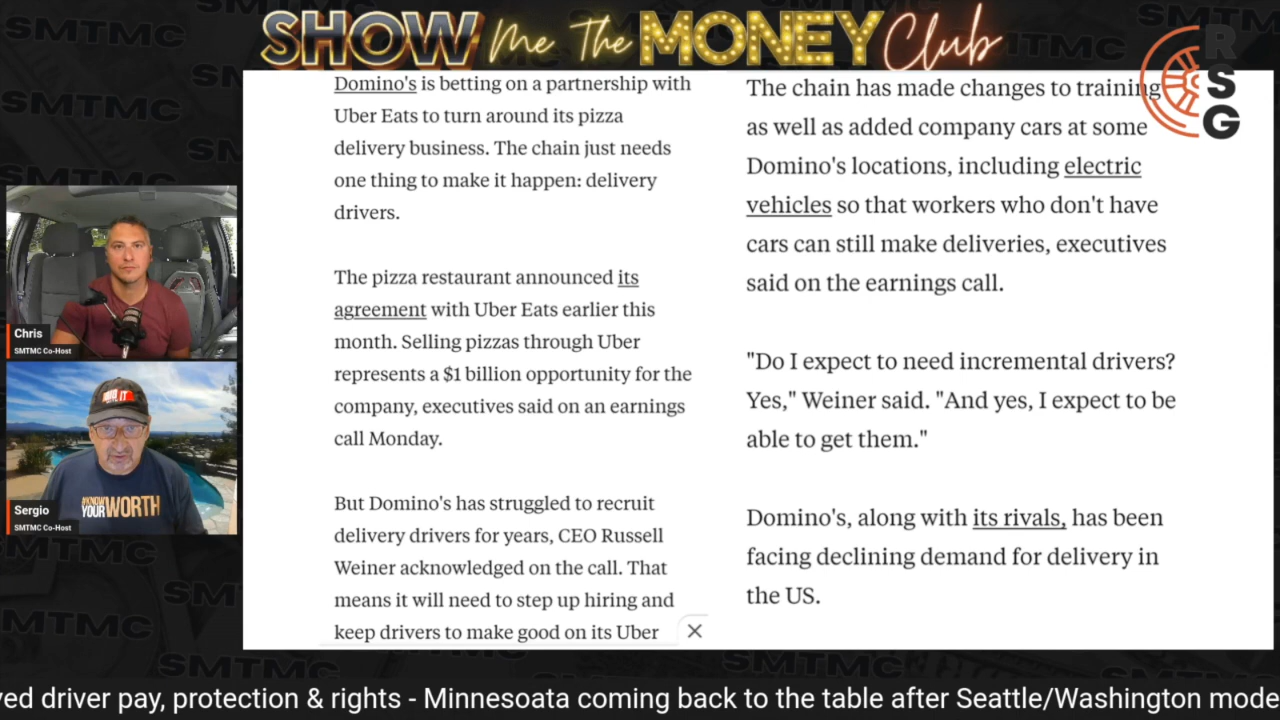 SHOW Me The MONEY Club
RSG
Domino's is betting on a partnership with
Uber Eats to turn around its pizza
delivery business. The chain just needs
one thing to make it happen: delivery
drivers.
The pizza restaurant announced its
agreement with Uber Eats earlier this
month. Selling pizzas through Uber
represents a $1 billion opportunity for the
company, executives said on an earnings
call Monday.
But Domino's has struggled to recruit
delivery drivers for years, CEO Russell
Weiner acknowledged on the call. That
means it will need to step up hiring and
keep drivers to make good on its Uber
The chain has made changes to training
as well as added company cars at some
Domino's locations, including electric
vehicles so that workers who don't have
cars can still make deliveries, executives
said on the earnings call.
"Do I expect to need incremental drivers?
Yes," Weiner said. "And yes, I expect to be
able to get them."
Domino's, along with its rivals, has been
facing declining demand for delivery in
the US.
Chris
SMTMC Co-Host
#KNOW
YOUR WORTH
Sergio
SMTMC Co-Host
SMTMC
SMTMC
SMTMC
SMTMC
SMTMC
SMTMC
ved driver pay, protection & rights - Minnesoata coming back to the table after Seattle/Washington mode